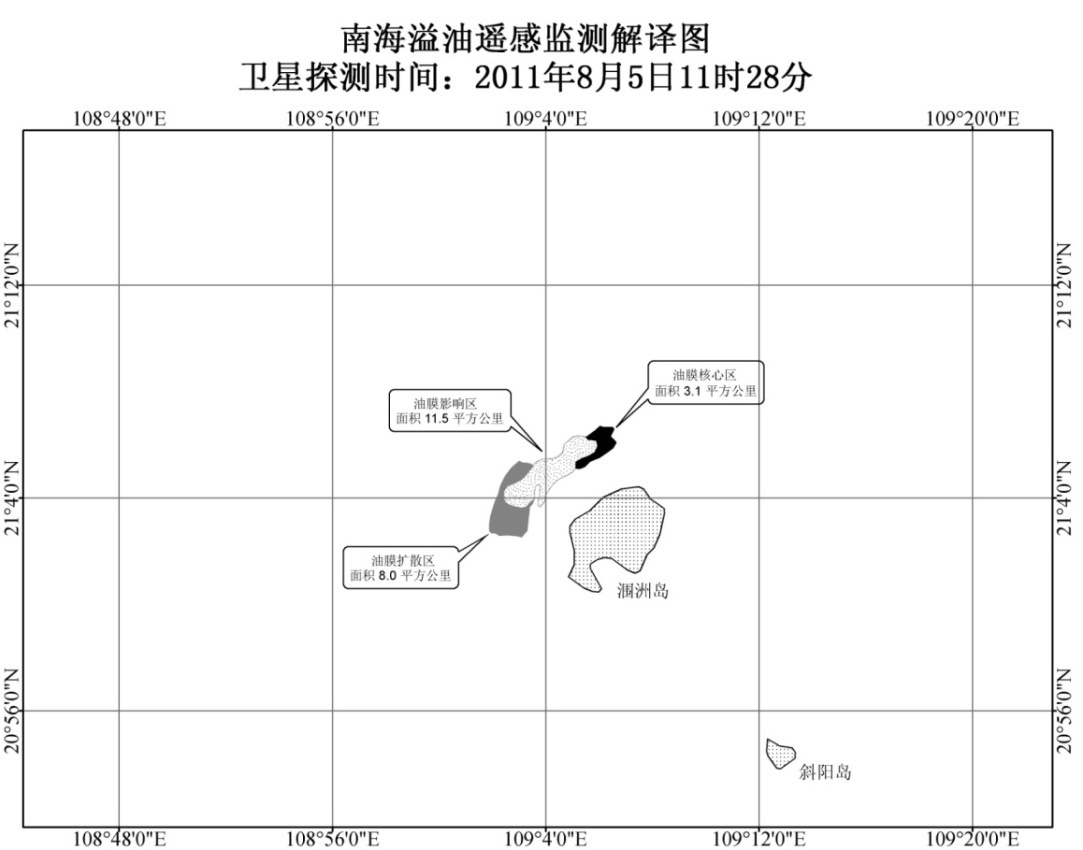 南海溢油遥感监测解译图
卫星探测时间：2011年8月5日11时28分
108°48'0"E
108°56'0"E
109°4'0"E
109°12'0"E
109°20'0"E
21°12'0"N
21°12'0"N
油膜核心区
面积 3.1 平方公里
油膜影响区
面积 11.5 平方公里
21°4'0"N
21°4'0"N
油膜扩散区
面积 8.0 平方公里
涠洲岛
20°56'0"N
20°56'0"N
斜阳岛
108°48'0"E
108°56'0"E
109°4'0"E
109°12'0"E
109°20'0"E